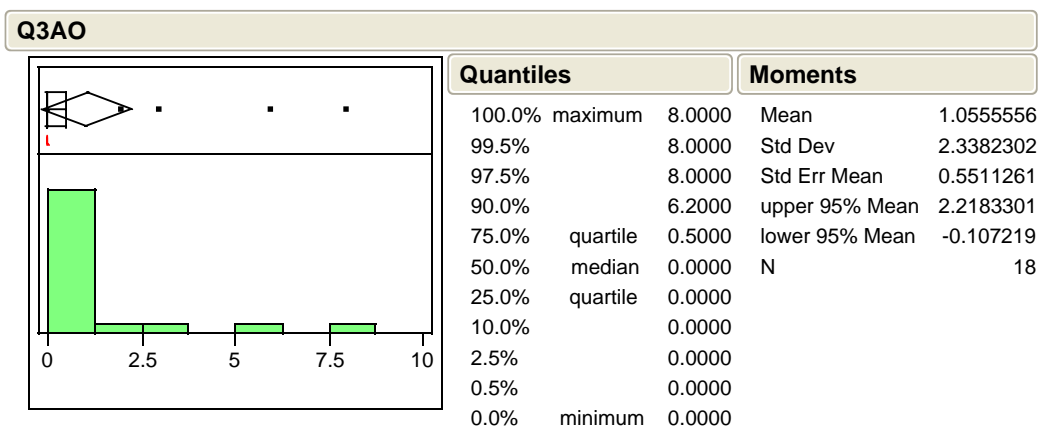 Q3AO
0 2.5 5 7.5 10
Quantiles
100.0% maximum 8.0000
99.5% 8.0000
97.5% 8.0000
90.0% 6.2000
75.0% quartile 0.5000
50.0% median 0.0000
25.0% quartile 0.0000
10.0% 0.0000
2.5% 0.0000
0.5% 0.0000
0.0% minimum 0.0000
Moments
Mean 1.0555556
Std Dev 2.3382302
Std Err Mean 0.5511261
upper 95% Mean 2.2183301
lower 95% Mean -0.107219
N 18